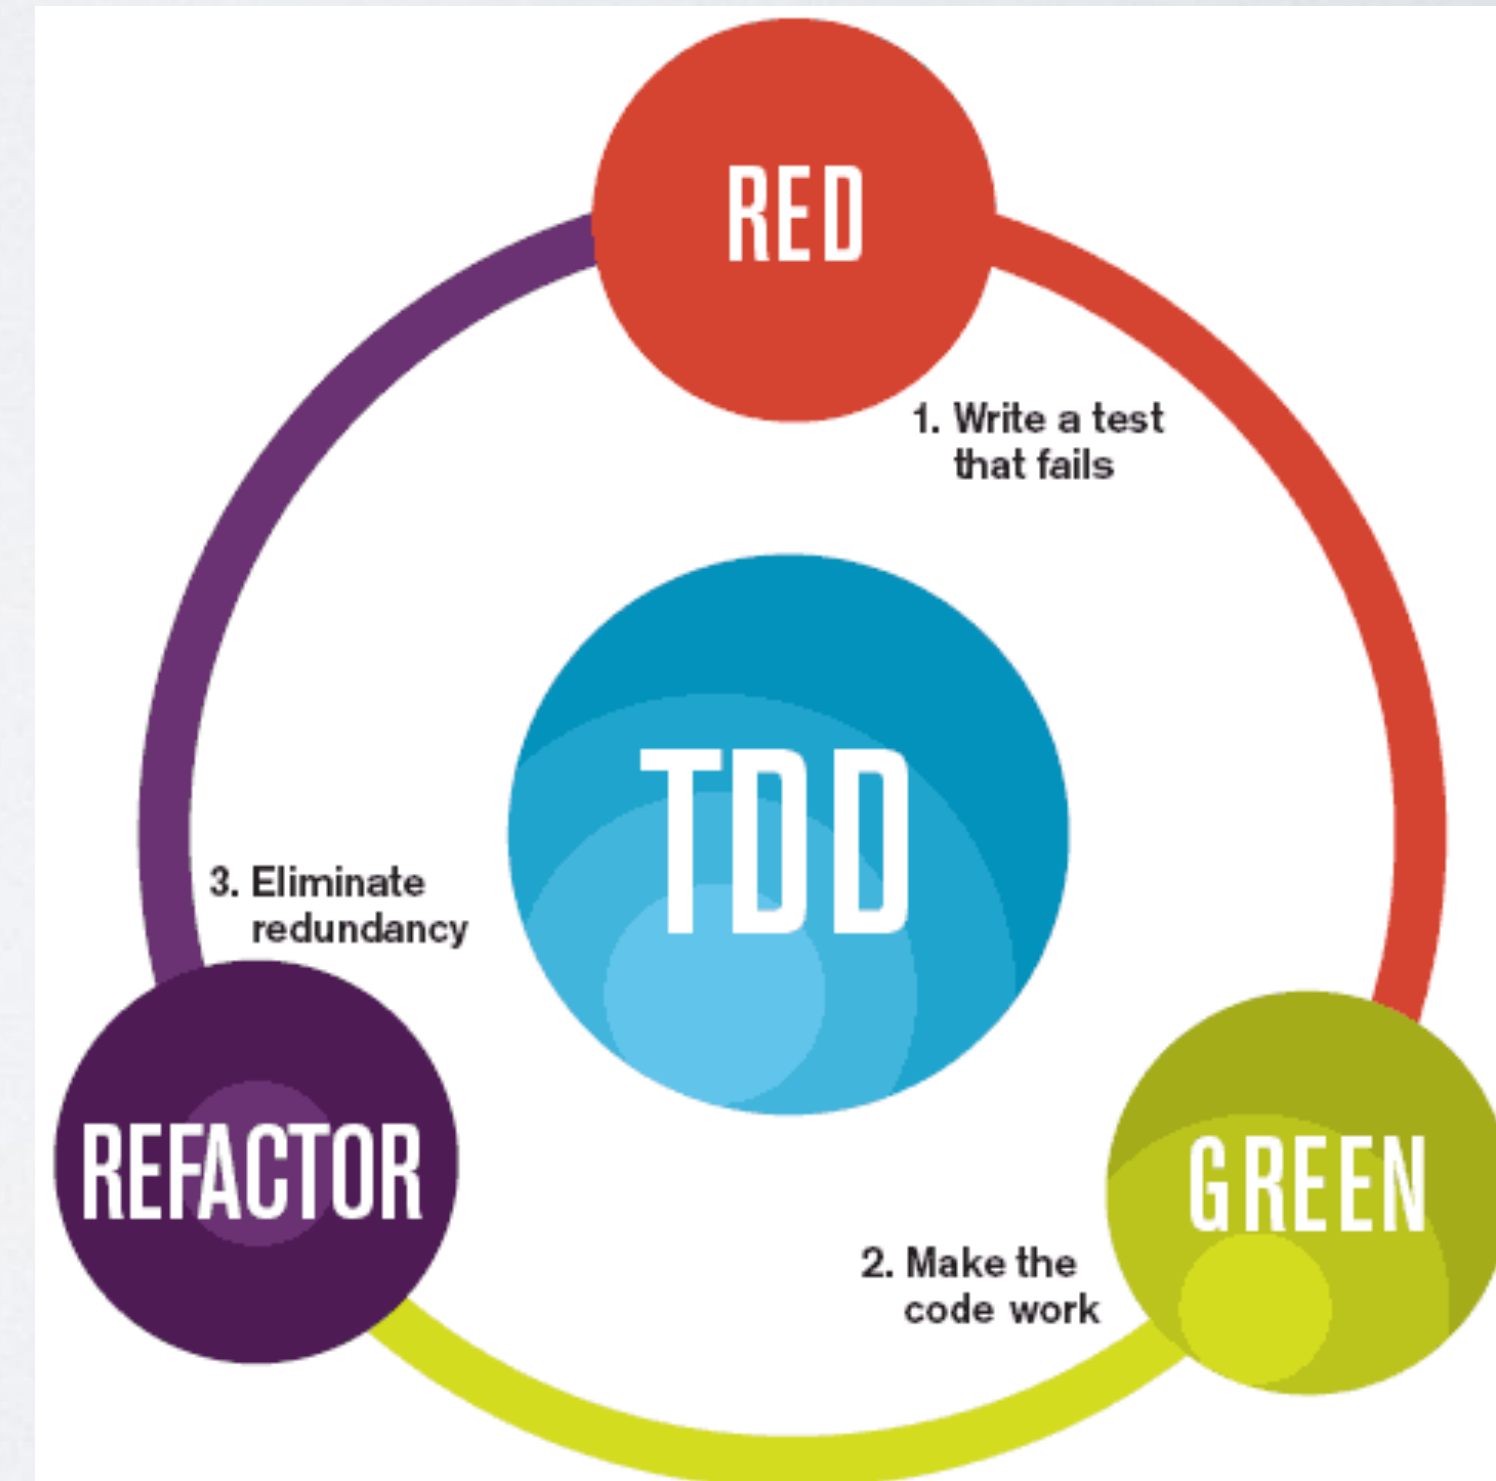 RED
1. Write a test
that fails
TDD
3. Eliminate
redundancy
REFACTOR
GREEN
2. Make the
code work